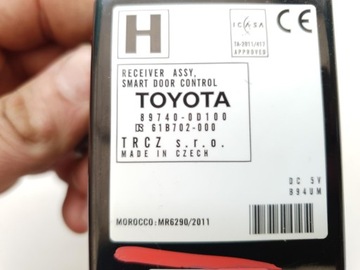 H
ICASA
TA-2011/417
APPROVED
CE
RECEIVER ASSY,
SMART DOOR CONTROL
TOYOTA
89740-0D100
61B702-000
TRCZ s.r.o.
MADE IN CZECH
DC 5V
B94UM
MOROCCO:MR6290/2011